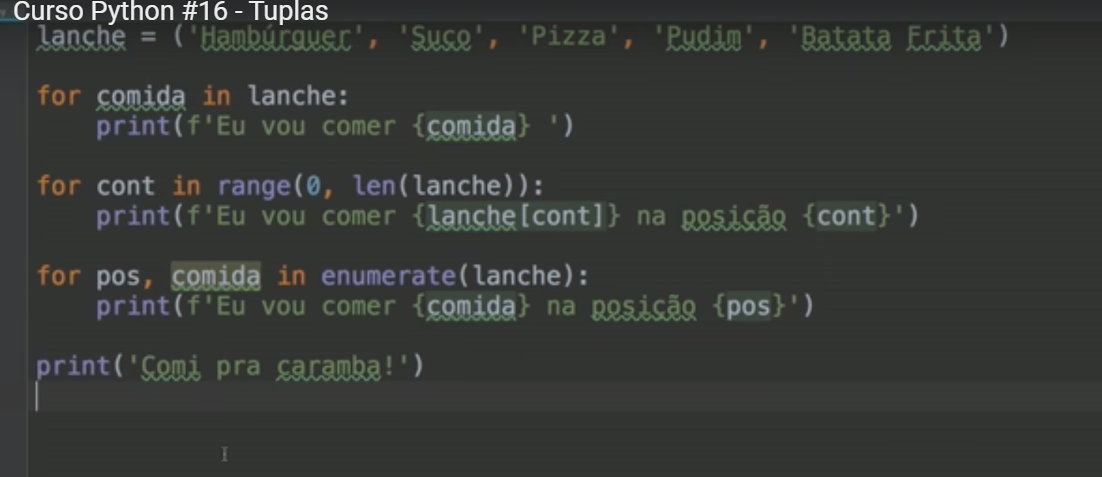 Curso Python #16 - Tuplas
lanche = ('Hambúrguer', 'Suco', 'Pizza', 'Pudim', 'Batata Frita')
for comida in lanche:
print(f'Eu vou comer {comida} ')
for cont in range(0, len(lanche)):
print(f'Eu vou comer {lanche[cont]} na posição {cont}')
for pos, comida in enumerate(lanche):
print(f'Eu vou comer {comida} na posição {pos}')
print('Comi pra caramba!')